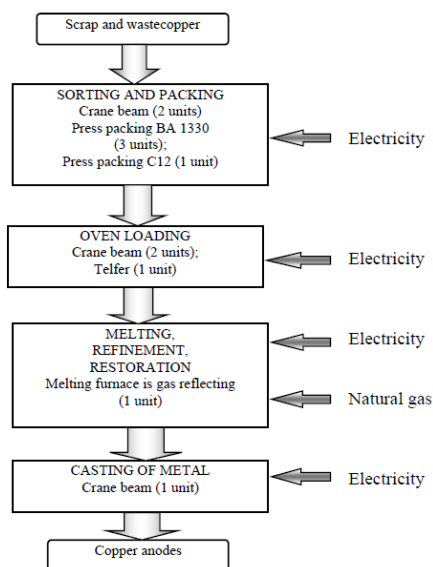 Scrap and wastecopper
SORTING AND PACKING
Crane beam (2 units)
Press packing BA 1330
(3 units);
Press packing C12 (1 unit)
Electricity
OVEN LOADING
Crane beam (2 units);
Telfer (1 unit)
Electricity
MELTING,
REFINEMENT,
RESTORATION
Melting furnace is gas reflecting
(1 unit)
Electricity
Natural gas
CASTING OF METAL
Crane beam (1 unit)
Electricity
Copper anodes